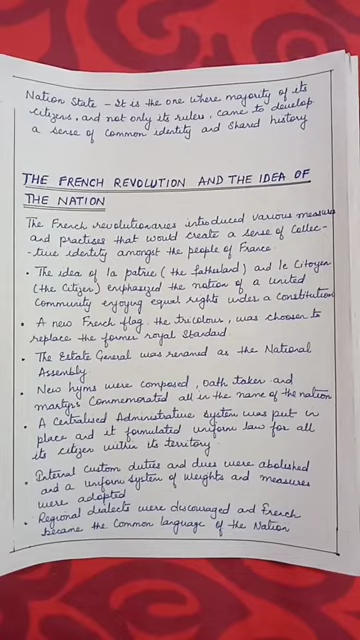 Nation State - It is the one where majority of its
citizens, and not only its rulers, came to develop
a sense of common identity and shared history
THE FRENCH REVOLUTION AND THE IDEA OF
THE NATION
The French revolutionaries introduced various measures
and practises that would create a sense of Collec-
-tive identity amongst the people of France.
• The idea of la patrie (the fatherland) and le Citoyen
(the Citizen) emphazized the notion of a united
Community enjoying equal rights under a Constitution
• A new French flag, the tricolour, was choosen to
replace the former royal Standard.
• The Estate General was renamed as the National
Assembly.
• New hyms were composed, oath taken and
martyrs Commemorated all in the name of the nation
• A Centralised Administrative system was put in
place and it formulated uniform law for all
its citizen within its territory.
• Internal custom duties and dues were abolished
and a uniform system of weights and measures
were adopted
• Regional dialects were discouraged and French
became the Common language of the Nation